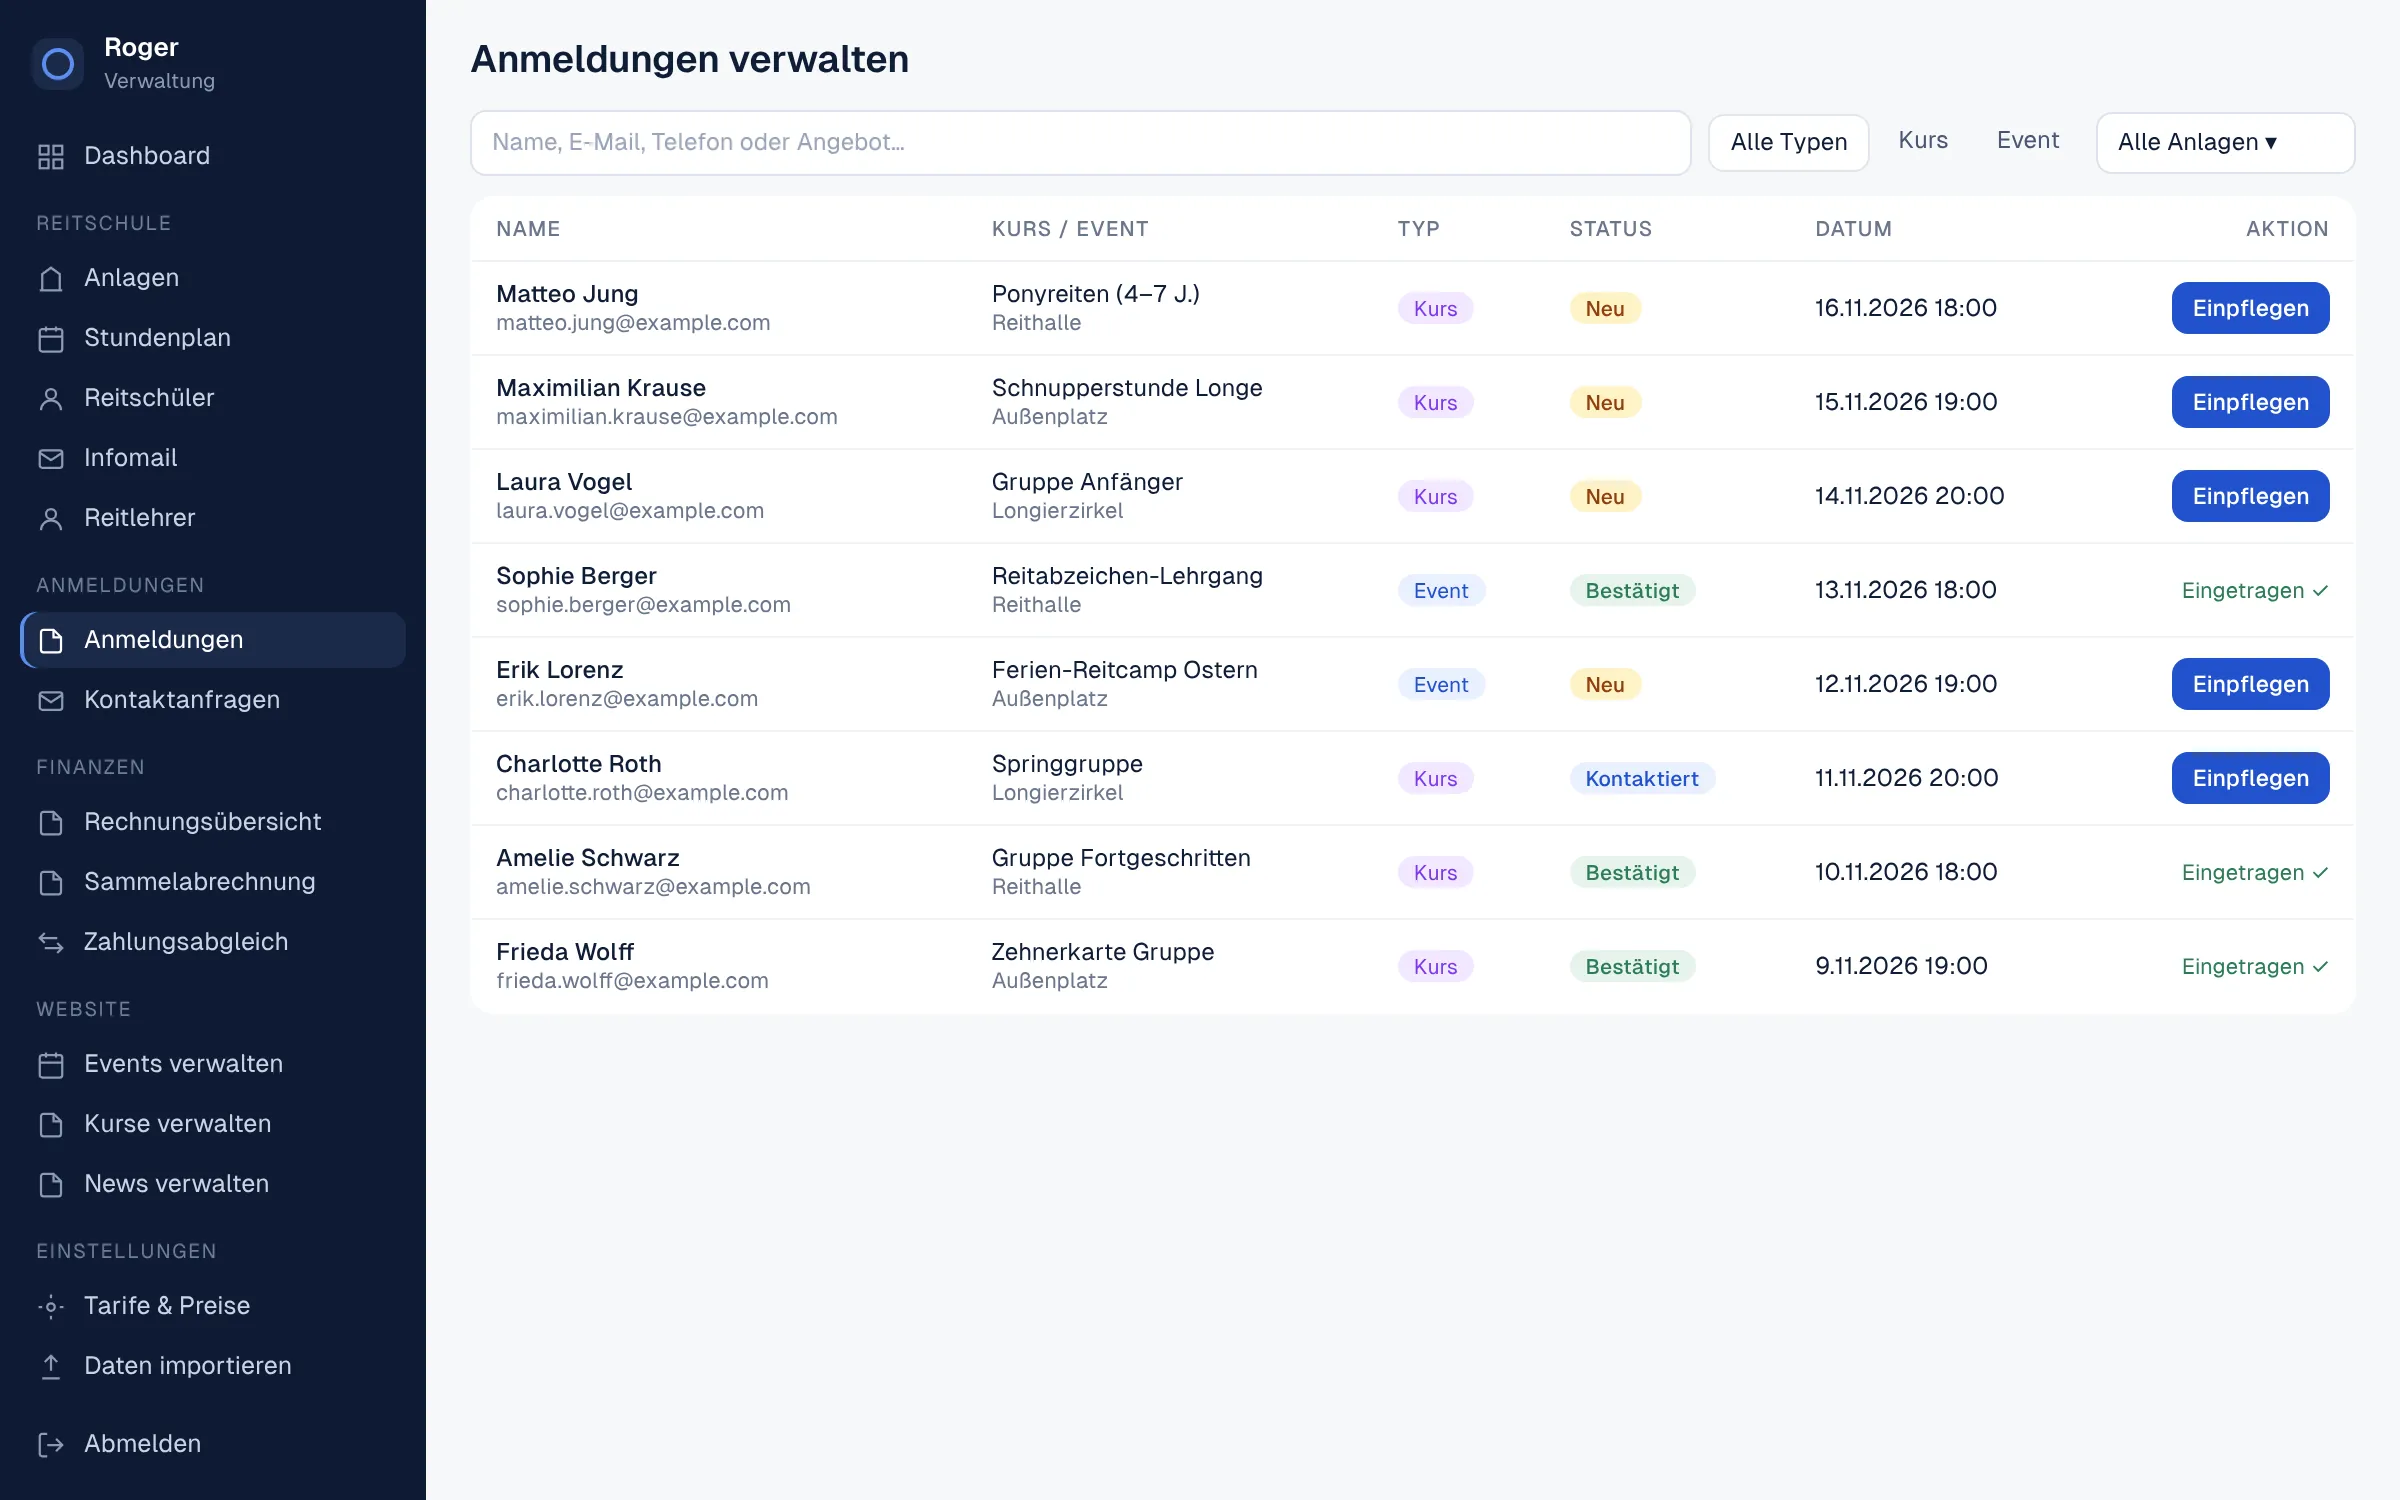 Roger
Verwaltung
Dashboard
REITSCHULE
Anlagen
Stundenplan
Reitschüler
Infomail
Reitlehrer
ANMELDUNGEN
Anmeldungen
Kontaktanfragen
FINANZEN
Rechnungsübersicht
Sammelabrechnung
Zahlungsabgleich
WEBSITE
Events verwalten
Kurse verwalten
News verwalten
EINSTELLUNGEN
Tarife & Preise
Daten importieren
Abmelden
Anmeldungen verwalten
Name, E-Mail, Telefon oder Angebot... Alle Typen Kurs Event Alle Anlagen ▾
NAME KURS / EVENT TYP STATUS DATUM AKTION
Matteo Jung Ponyreiten (4–7 J.) Kurs Neu 16.11.2026 18:00 Einpflegen
matteo.jung@example.com Reithalle
Maximilian Krause Schnupperstunde Longe Kurs Neu 15.11.2026 19:00 Einpflegen
maximilian.krause@example.com Außenplatz
Laura Vogel Gruppe Anfänger Kurs Neu 14.11.2026 20:00 Einpflegen
laura.vogel@example.com Longierzirkel
Sophie Berger Reitabzeichen-Lehrgang Event Bestätigt 13.11.2026 18:00 Eingetragen ✓
sophie.berger@example.com Reithalle
Erik Lorenz Ferien-Reitcamp Ostern Event Neu 12.11.2026 19:00 Einpflegen
erik.lorenz@example.com Außenplatz
Charlotte Roth Springgruppe Kurs Kontaktiert 11.11.2026 20:00 Einpflegen
charlotte.roth@example.com Longierzirkel
Amelie Schwarz Gruppe Fortgeschritten Kurs Bestätigt 10.11.2026 18:00 Eingetragen ✓
amelie.schwarz@example.com Reithalle
Frieda Wolff Zehnerkarte Gruppe Kurs Bestätigt 9.11.2026 19:00 Eingetragen ✓
frieda.wolff@example.com Außenplatz